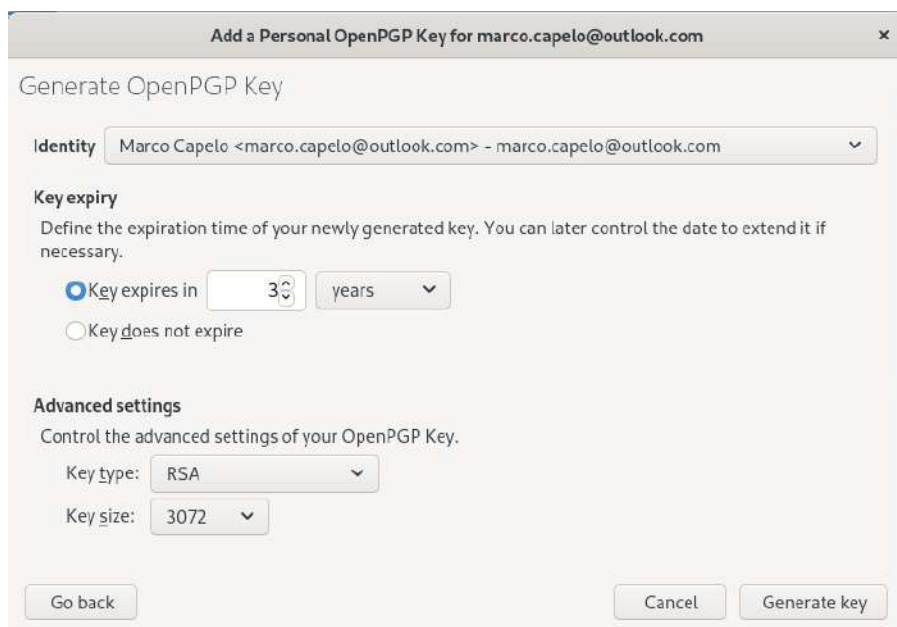 Add a Personal OpenPGP Key for marco.capelo@outlook.com
Generate OpenPGP Key
Identity Marco Capelo <marco.capelo@outlook.com> - marco.capelo@outlook.com
Key expiry
Define the expiration time of your newly generated key. You can later control the date to extend it if
necessary.
Key expires in 3 years
Key does not expire
Advanced settings
Control the advanced settings of your OpenPGP Key.
Key type: RSA
Key size: 3072
Go back Cancel Generate key